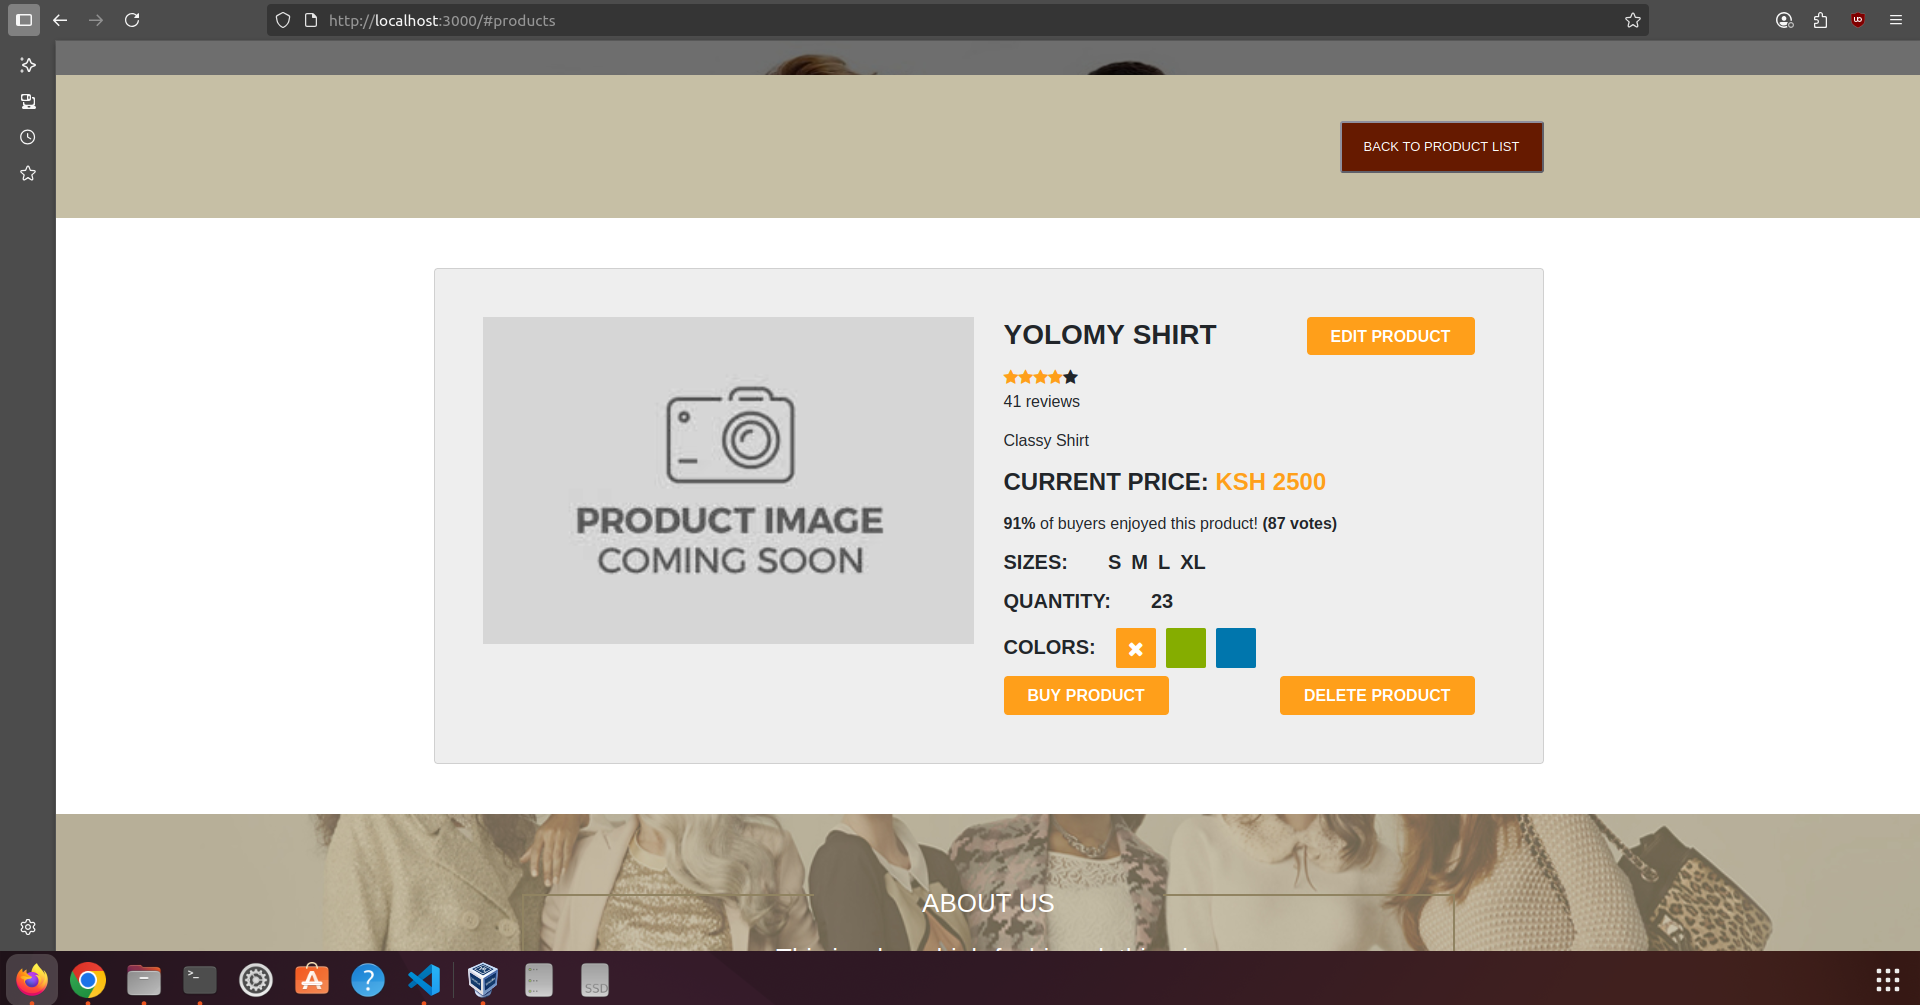 http://localhost:3000/#products
BACK TO PRODUCT LIST
YOLOMY SHIRT
EDIT PRODUCT
41 reviews
Classy Shirt
CURRENT PRICE: KSH 2500
91% of buyers enjoyed this product! (87 votes)
SIZES: S M L XL
QUANTITY: 23
COLORS:
BUY PRODUCT
DELETE PRODUCT
PRODUCT IMAGE
COMING SOON
ABOUT US
SSD